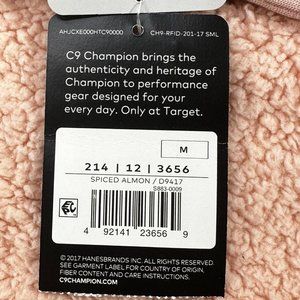 AHJCXE000HTC90000 CH9-RFID-201-17 SML
C9 Champion brings the
authenticity and heritage of
Champion to performance
gear designed for your
every day. Only at Target.
M
214 | 12 | 3656
SPICED ALMON / D9417
S883-0009
4 92141 23656 9
© 2017 HANESBRANDS INC. ALL RIGHTS RESERVED.
SEE GARMENT LABEL FOR COUNTRY OF ORIGIN,
FIBER CONTENT AND CARE INSTRUCTIONS.
C9CHAMPION.COM